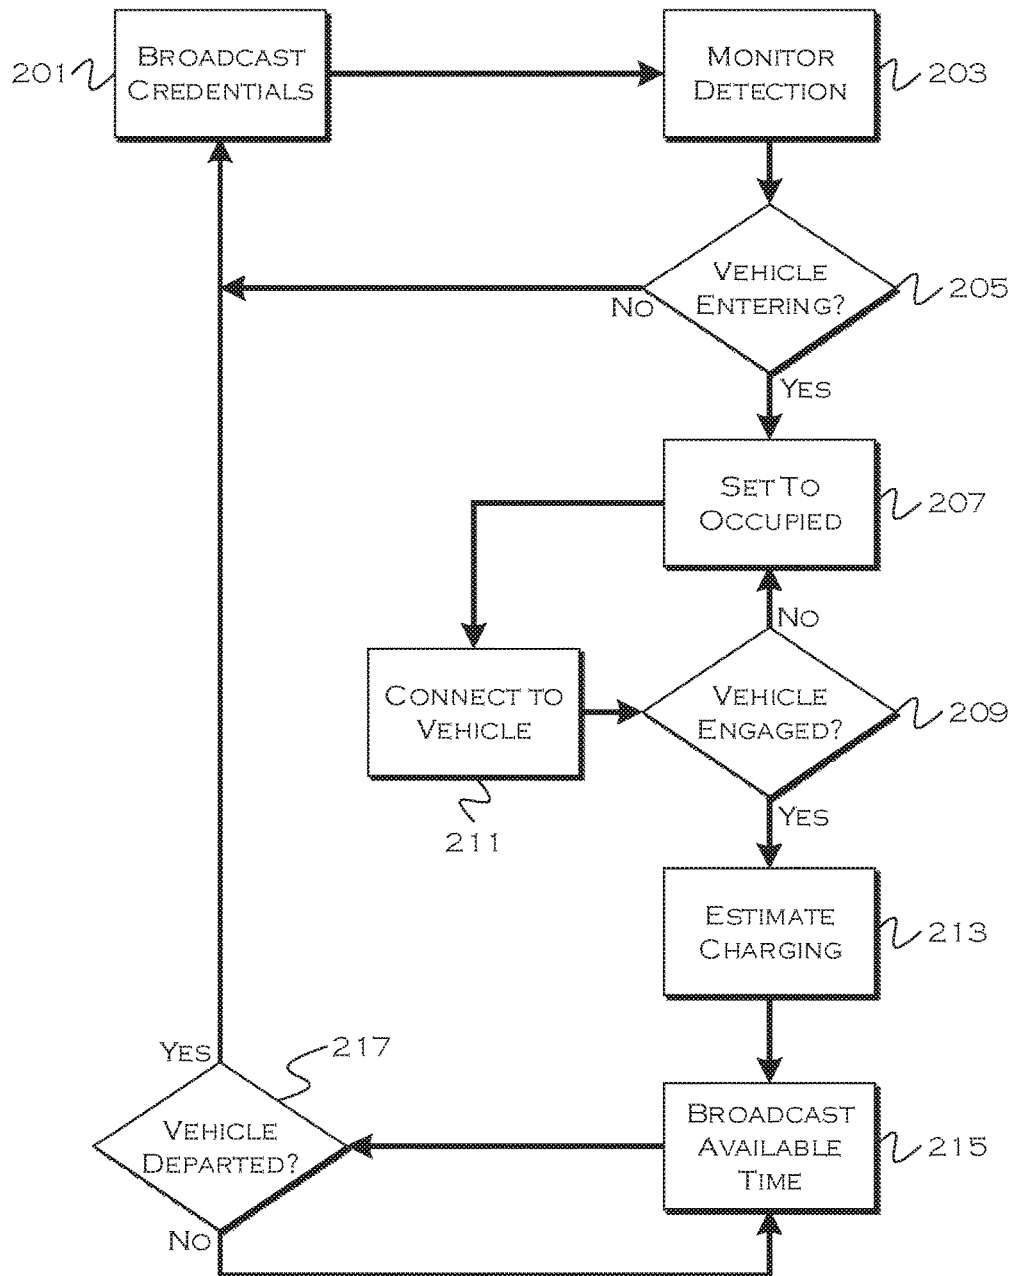 BROADCAST
CREDENTIALS
201
MONITOR
DETECTION
203
VEHICLE
ENTERING?
205
NO
YES
SET TO
OCCUPIED
207
NO
CONNECT TO
VEHICLE
211
VEHICLE
ENGAGED?
209
YES
ESTIMATE
CHARGING
213
YES
217
VEHICLE
DEPARTED?
NO
BROADCAST
AVAILABLE
TIME
215